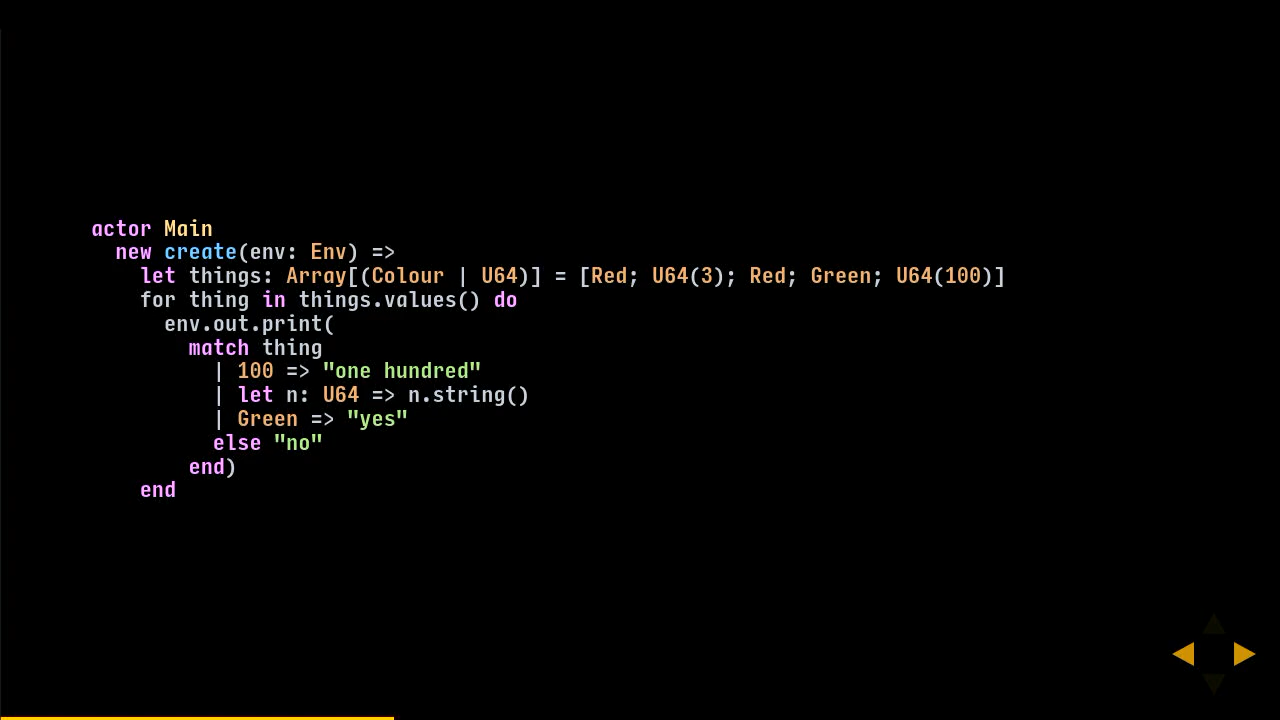 actor Main
  new create(env: Env) =>
    let things: Array[(Colour | U64)] = [Red; U64(3); Red; Green; U64(100)]
    for thing in things.values() do
      env.out.print(
        match thing
          | 100 => "one hundred"
          | let n: U64 => n.string()
          | Green => "yes"
          else "no"
        end)
    end